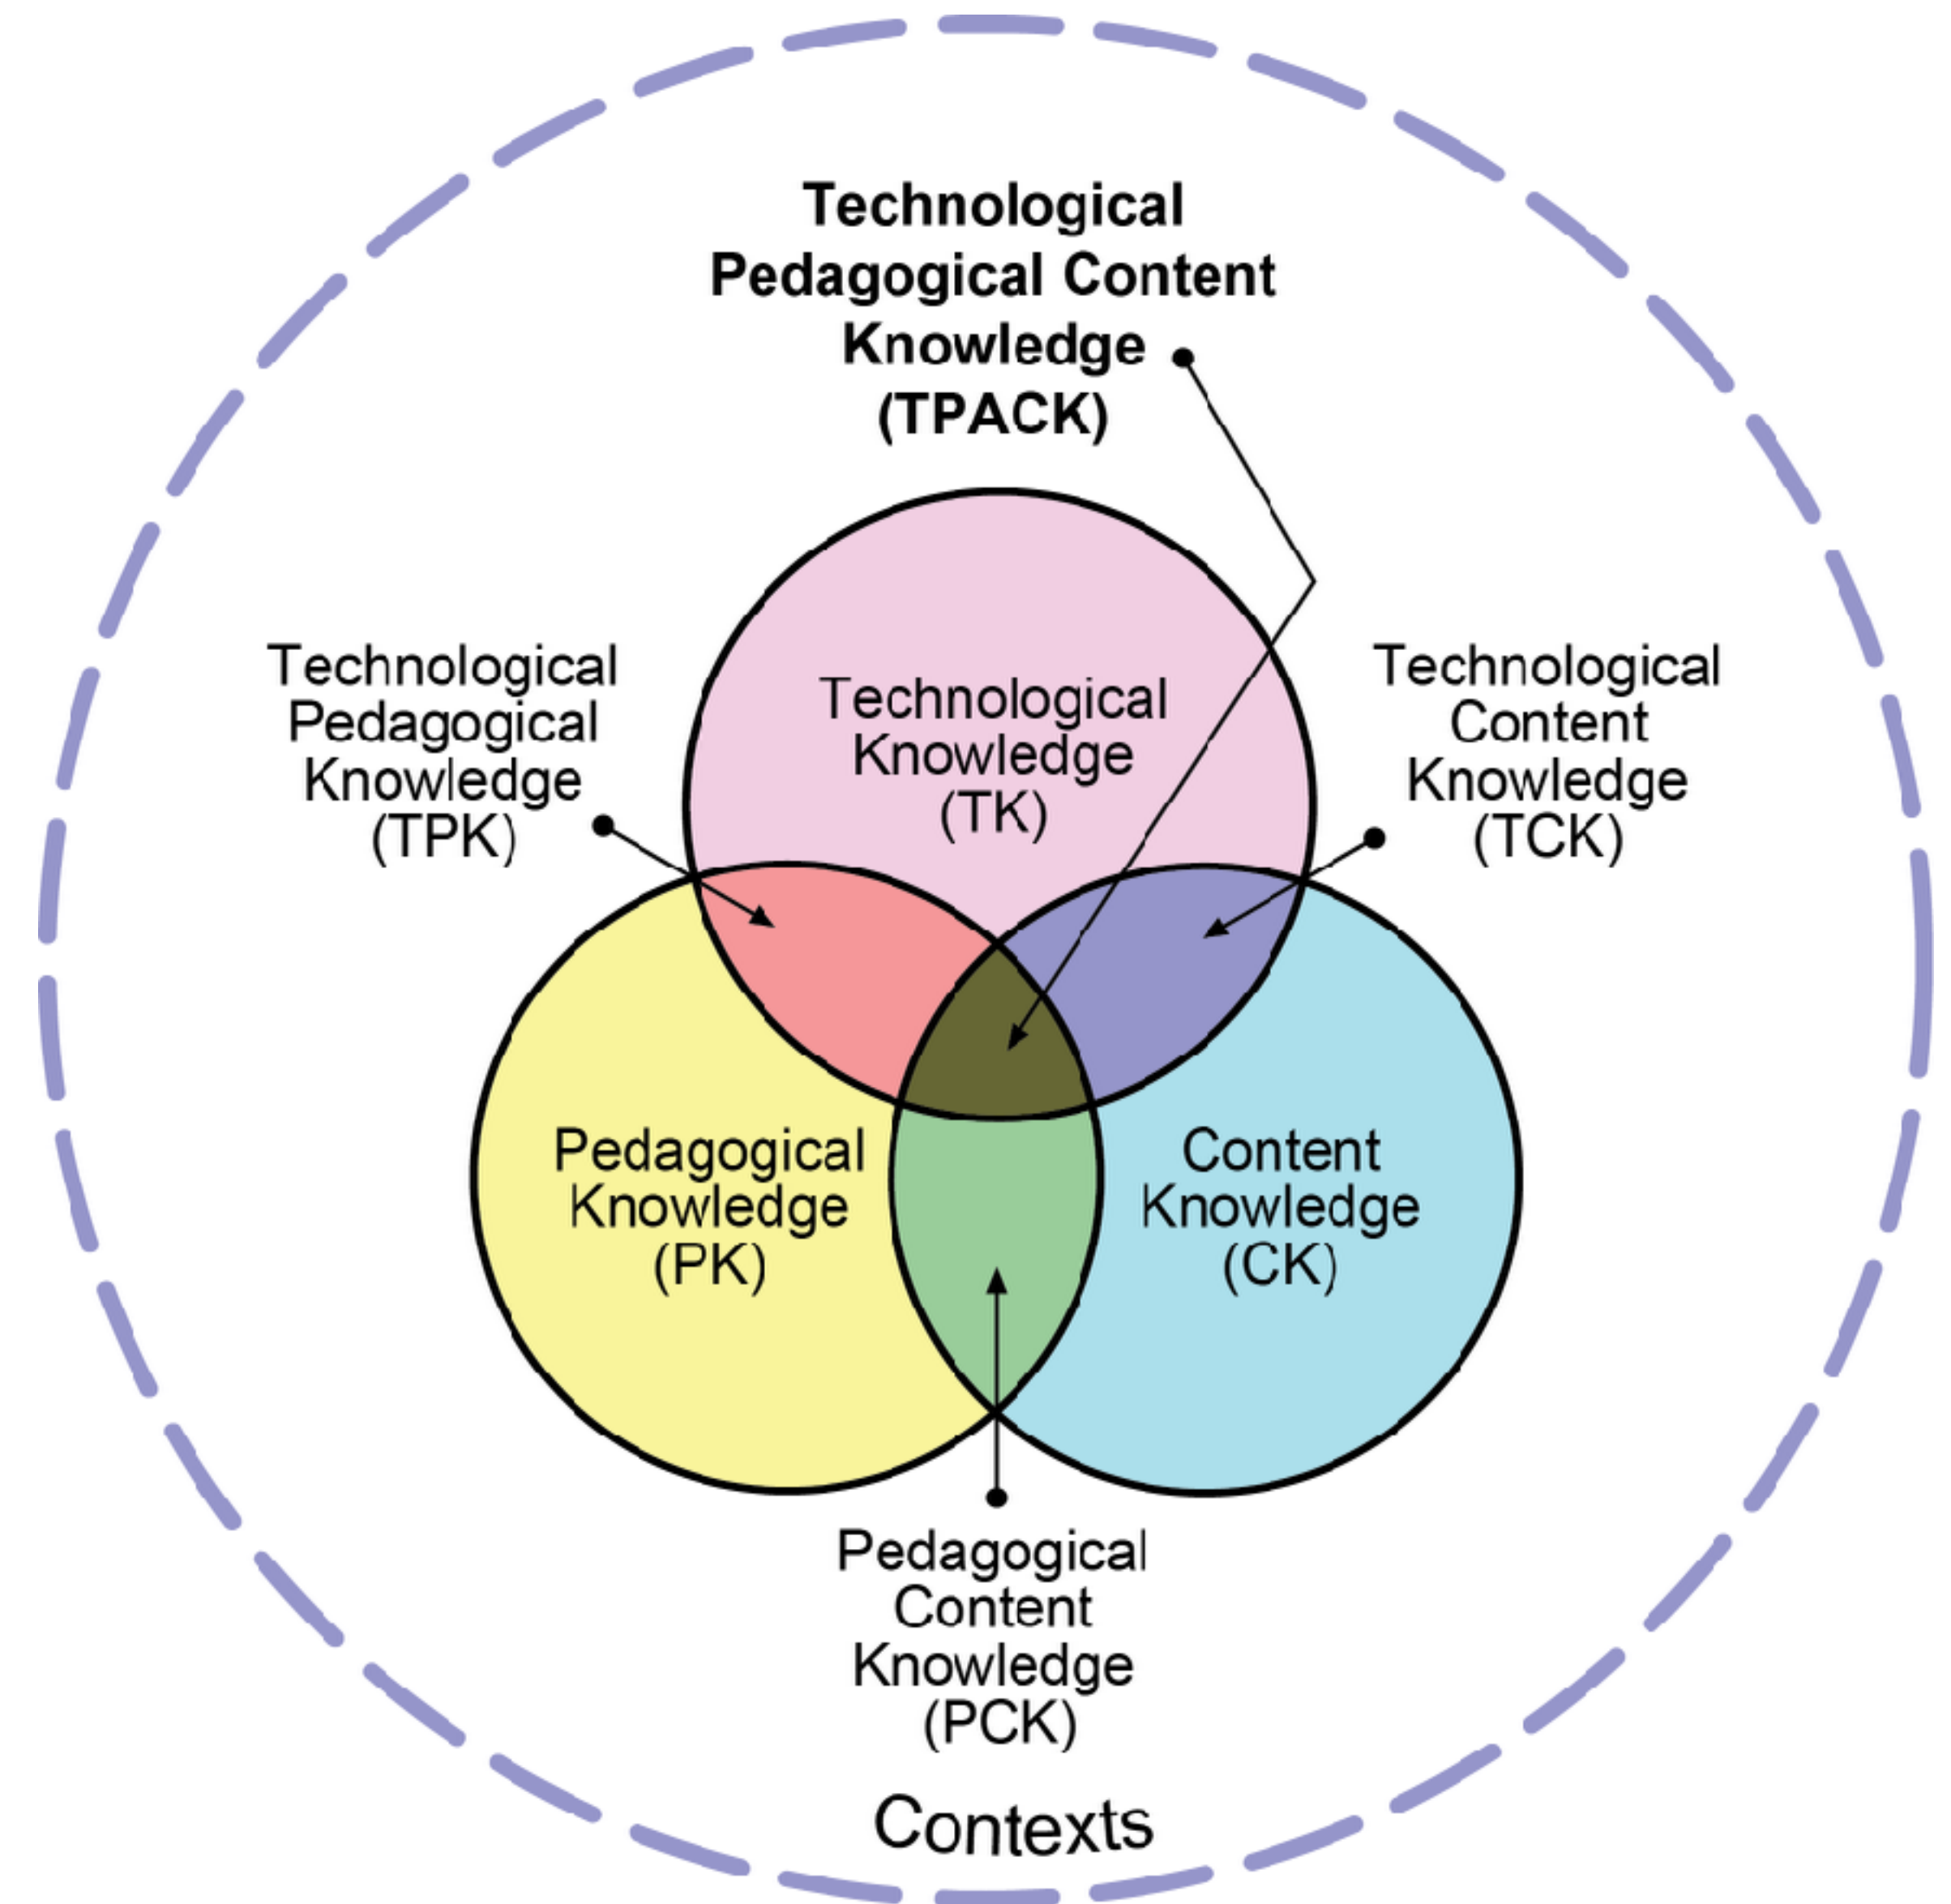 Technological
Pedagogical Content
Knowledge
(TPACK)
Technological
Pedagogical
Knowledge
(TPK)
Technological
Knowledge
(TK)
Technological
Content
Knowledge
(TCK)
Pedagogical
Knowledge
(PK)
Content
Knowledge
(CK)
Pedagogical
Content
Knowledge
(PCK)
Contexts